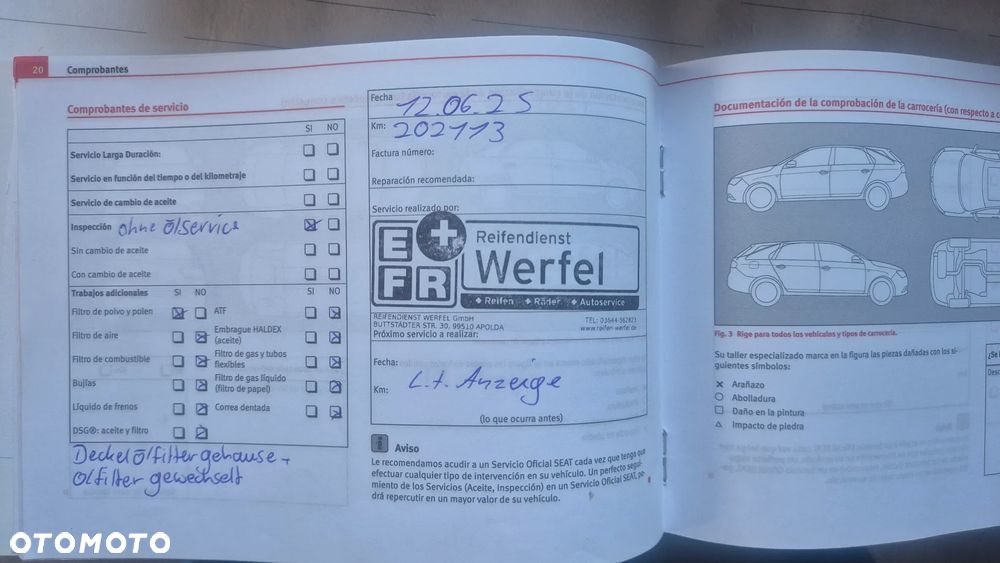 20 Comprobantes
Comprobantes de servicio
SI NO
Servicio Larga Duración:
Servicio en función del tiempo o del kilometraje
Servicio de cambio de aceite
Inspección ohne Ölservice
Sin cambio de aceite
Con cambio de aceite
Trabajos adicionales SI NO SI NO
Filtro de polvo y polen ATF
Filtro de aire Embrague HALDEX
(aceite)
Filtro de combustible Filtro de gas y tubos
flexibles
Bujías Filtro de gas líquido
(filtro de papel)
Líquido de frenos Correa dentada
DSG®: aceite y filtro
Deckel Ölfiltergehause +
Ölfilter gewechselt
Fecha 12.06.25
Km: 202113
Factura número:
Reparación recomendada:
Servicio realizado por:
E+
FR
Reifendienst
Werfel
Reifen Räder Autoservice
REIFENDIENST WERFEL GmbH
BUTTSTÄDTER STR. 30, 99510 APOLDA
TEL: 03644-562823
www.reifen-werfel.de
Próximo servicio a realizar:
Fecha:
Km: L.t. Anzeige
(lo que ocurra antes)
i Aviso
Le recomendamos acudir a un Servicio Oficial SEAT cada vez que tenga que
efectuar cualquier tipo de intervención en su vehículo. Un perfecto segui-
miento de los Servicios (Aceite, Inspección) en un Servicio Oficial SEAT, po-
drá repercutir en un mayor valor de su vehículo.
Documentación de la comprobación de la carrocería (con respecto a
Fig. 3 Rige para todos los vehículos y tipos de carrocería.
Su taller especializado marca en la figura las piezas dañadas con los si-
guientes símbolos:
Arañazo
Abolladura
Daño en la pintura
Impacto de piedra
¿Se
Desc
OTOMOTO